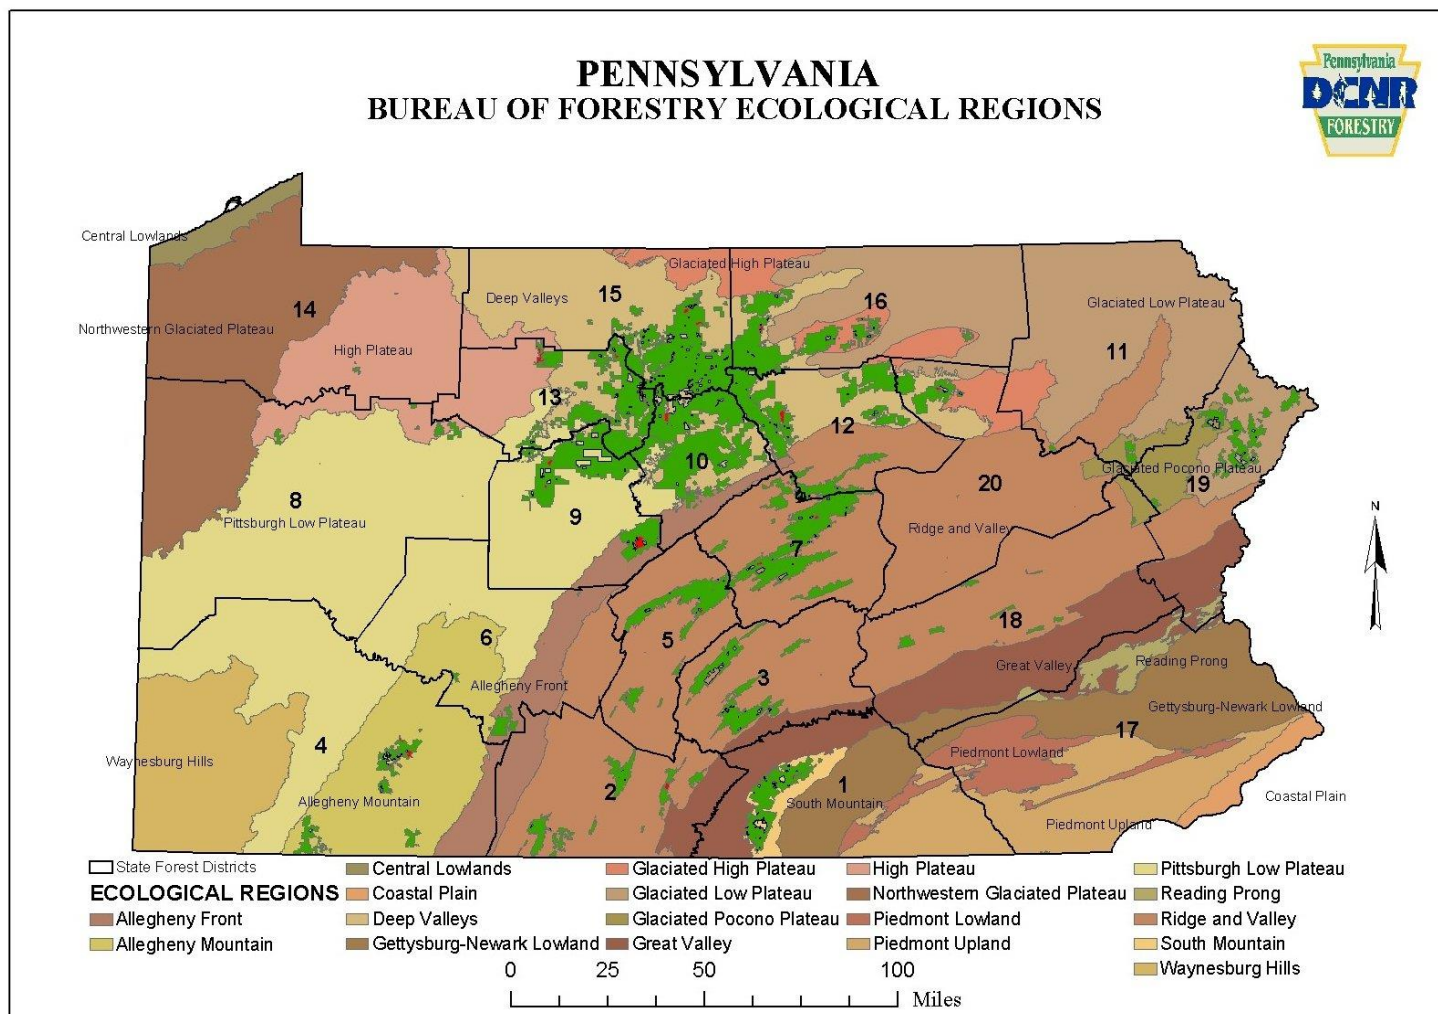 PENNSYLVANIA
BUREAU OF FORESTRY ECOLOGICAL REGIONS
Pennsylvania
DCNR
FORESTRY
Central Lowlands
Glaciated High Plateau
Deep Valleys
15
16
14
Glaciated Low Plateau
Northwestern Glaciated Plateau
High Plateau
11
13
12
10
Glaciated Pocono Plateau
19
20
8
Pittsburgh Low Plateau
9
Ridge and Valley
7
N
18
6
5
Great Valley
Reading Prong
3
Allegheny Front
Gettysburg-Newark Lowland
17
4
Piedmont Lowland
Waynesburg Hills
1
2
Allegheny Mountain
South Mountain
Coastal Plain
Piedmont Upland
State Forest Districts
ECOLOGICAL REGIONS
Allegheny Front
Allegheny Mountain
Central Lowlands
Coastal Plain
Deep Valleys
Gettysburg-Newark Lowland
Glaciated High Plateau
Glaciated Low Plateau
Glaciated Pocono Plateau
Great Valley
High Plateau
Northwestern Glaciated Plateau
Piedmont Lowland
Piedmont Upland
Pittsburgh Low Plateau
Reading Prong
Ridge and Valley
South Mountain
Waynesburg Hills
0 25 50 100
Miles